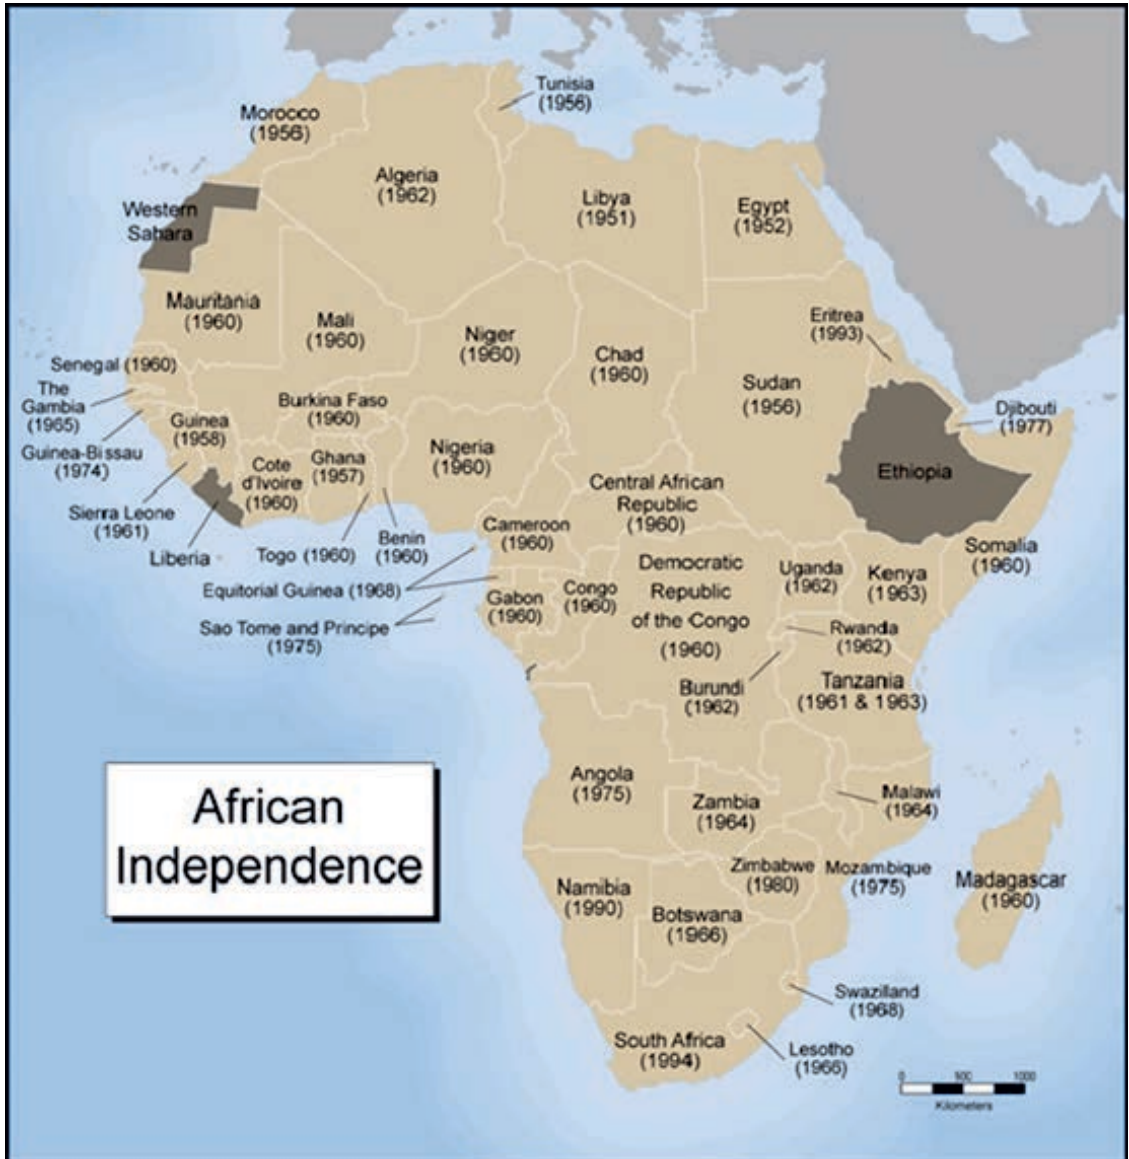 Tunisia
(1956)
Morocco
(1956)
Algeria
(1962)
Libya
(1951)
Egypt
(1952)
Western
Sahara
Mauritania
(1960)
Mali
(1960)
Niger
(1960)
Chad
(1960)
Sudan
(1956)
Eritrea
(1993)
Senegal (1960)
The
Gambia
(1965)
Guinea-Bissau
(1974)
Guinea
(1958)
Sierra Leone
(1961)
Liberia
Burkina Faso
(1960)
Cote
d'Ivoire
(1960)
Ghana
(1957)
Togo (1960)
Benin
(1960)
Nigeria
(1960)
Djibouti
(1977)
Ethiopia
Central African
Republic
(1960)
Cameroon
(1960)
Equitorial Guinea (1968)
Sao Tome and Principe
(1975)
Gabon
(1960)
Congo
(1960)
Democratic
Republic
of the Congo
(1960)
Uganda
(1962)
Kenya
(1963)
Somalia
(1960)
Rwanda
(1962)
Burundi
(1962)
Tanzania
(1961 & 1963)
Angola
(1975)
Zambia
(1964)
Malawi
(1964)
African
Independence
Zimbabwe
(1980)
Mozambique
(1975)
Madagascar
(1960)
Namibia
(1990)
Botswana
(1966)
Swazilland
(1968)
South Africa
(1994)
Lesotho
(1966)
0 500 1000
Kilometers